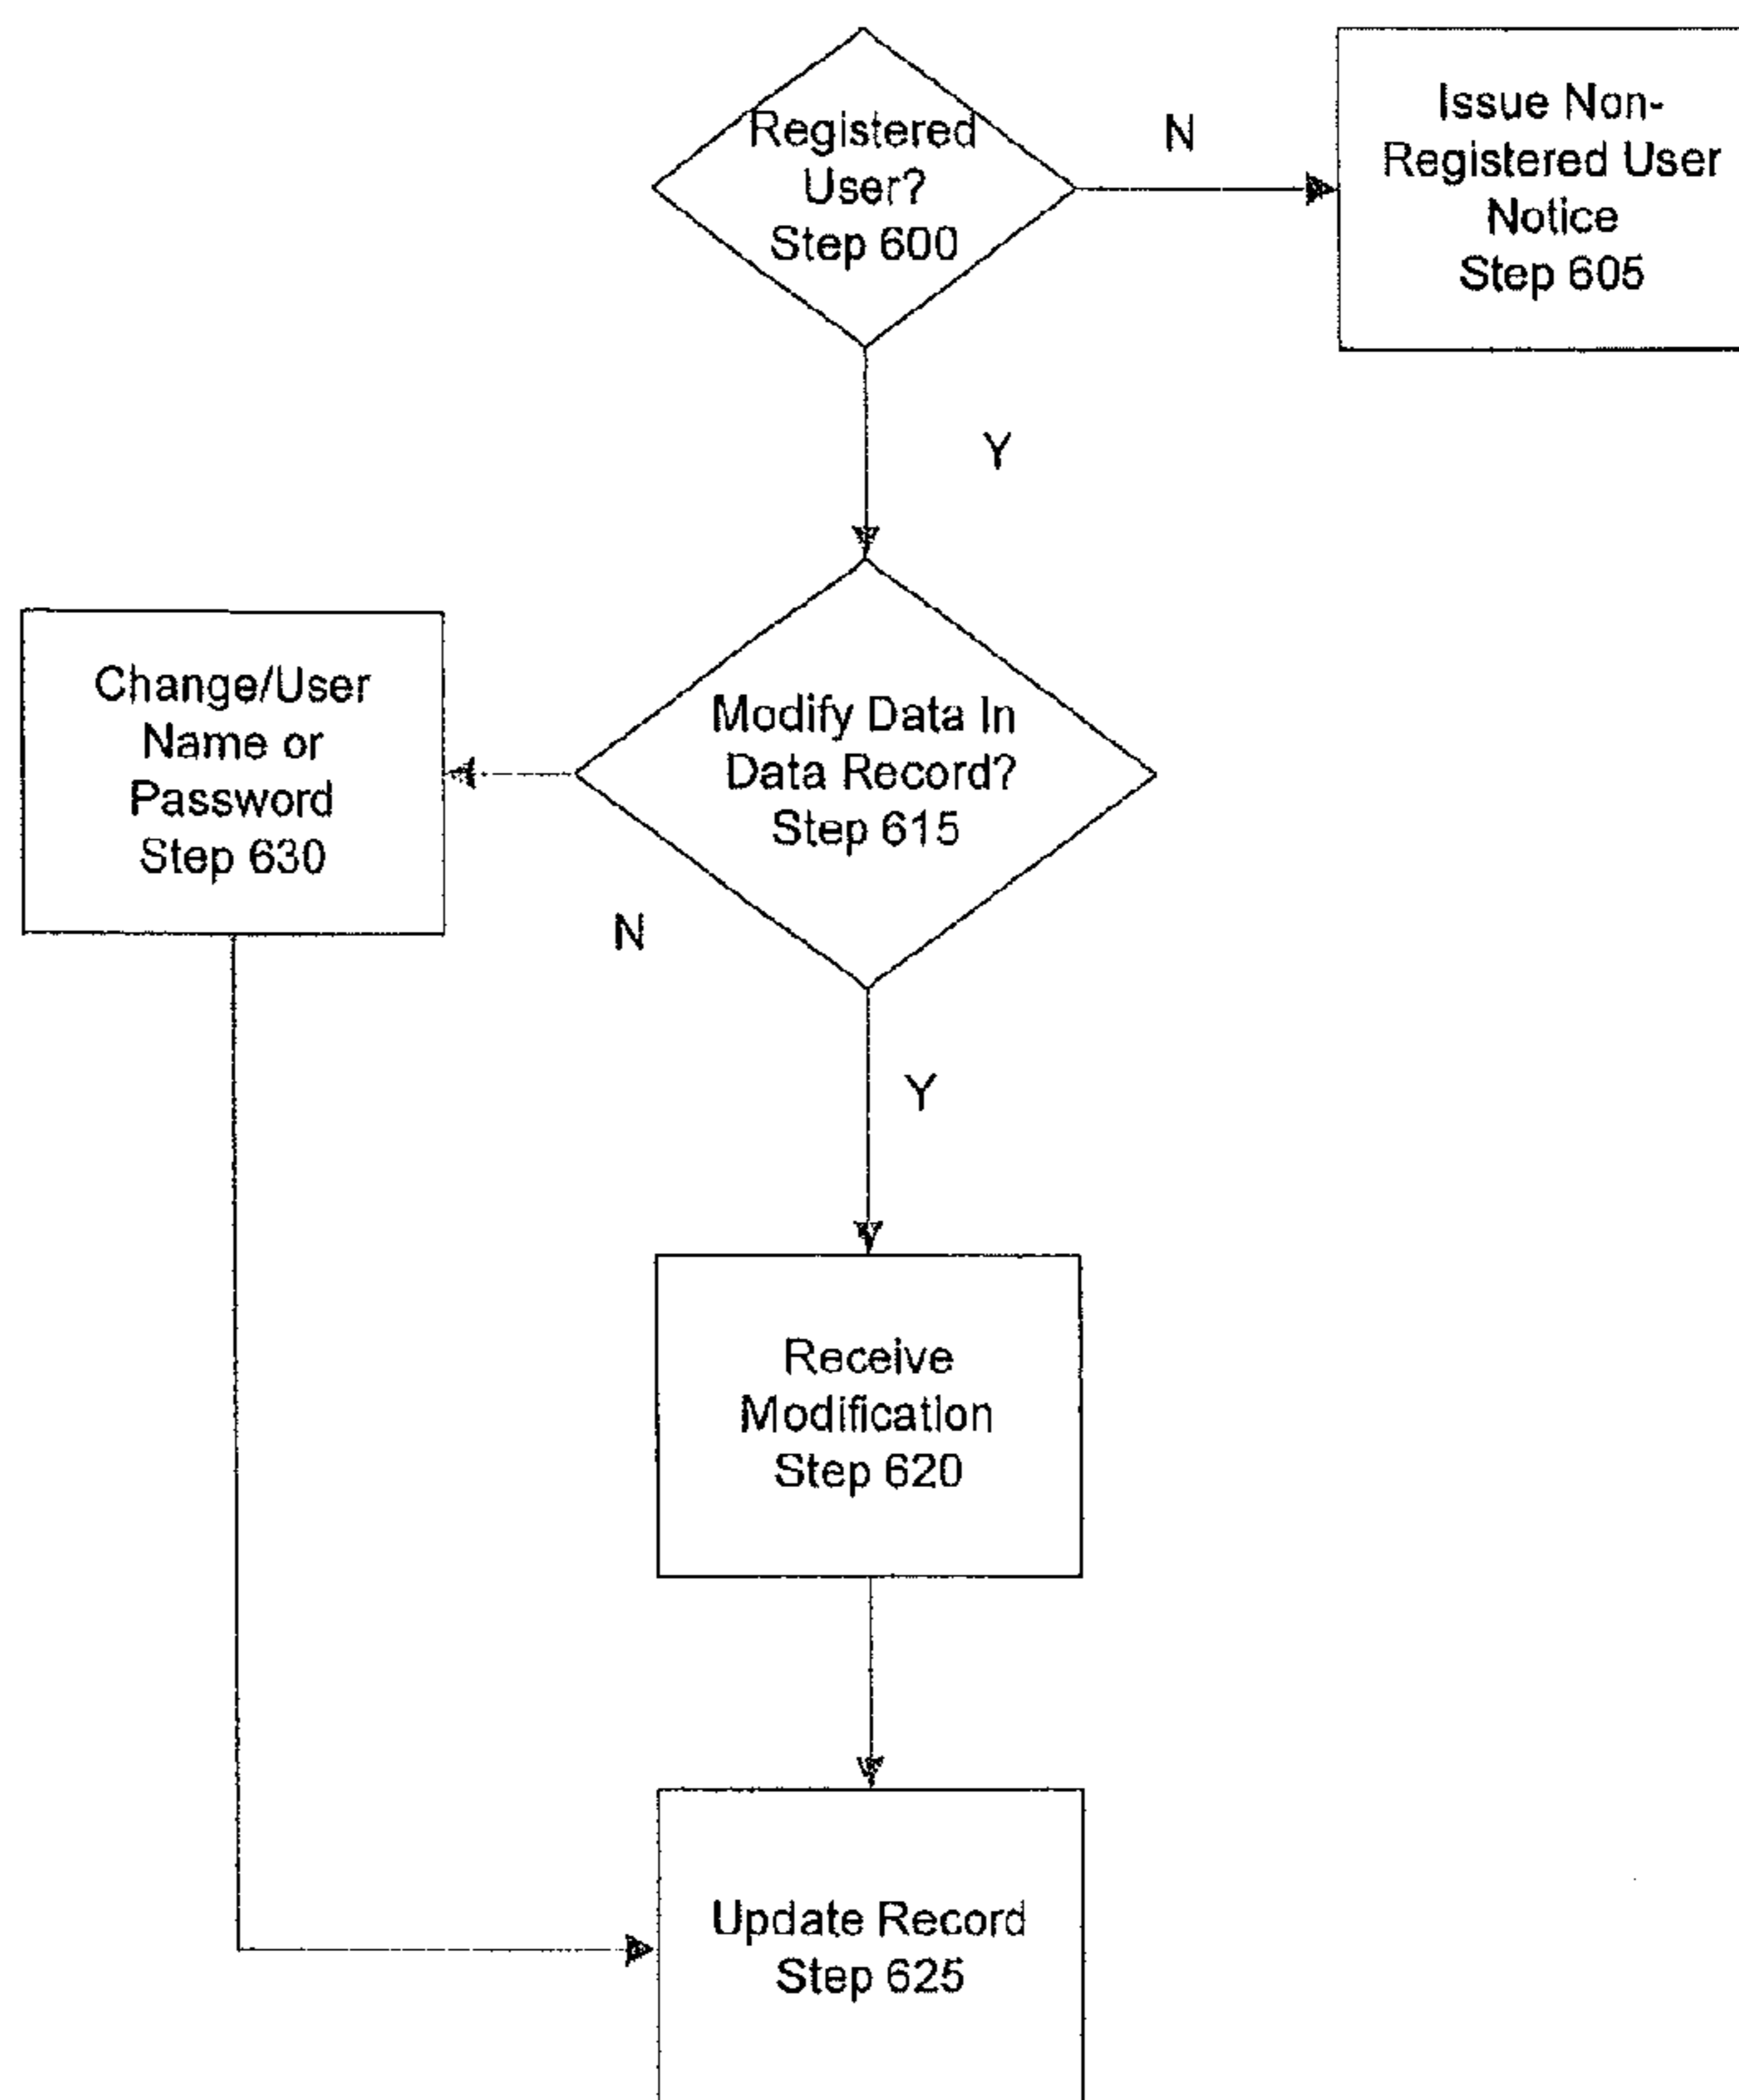 Registered
User?
Step 600
N
Issue Non-
Registered User
Notice
Step 605
Y
Change/User
Name or
Password
Step 630
Modify Data In
Data Record?
Step 615
N
Y
Receive
Modification
Step 620
Update Record
Step 625